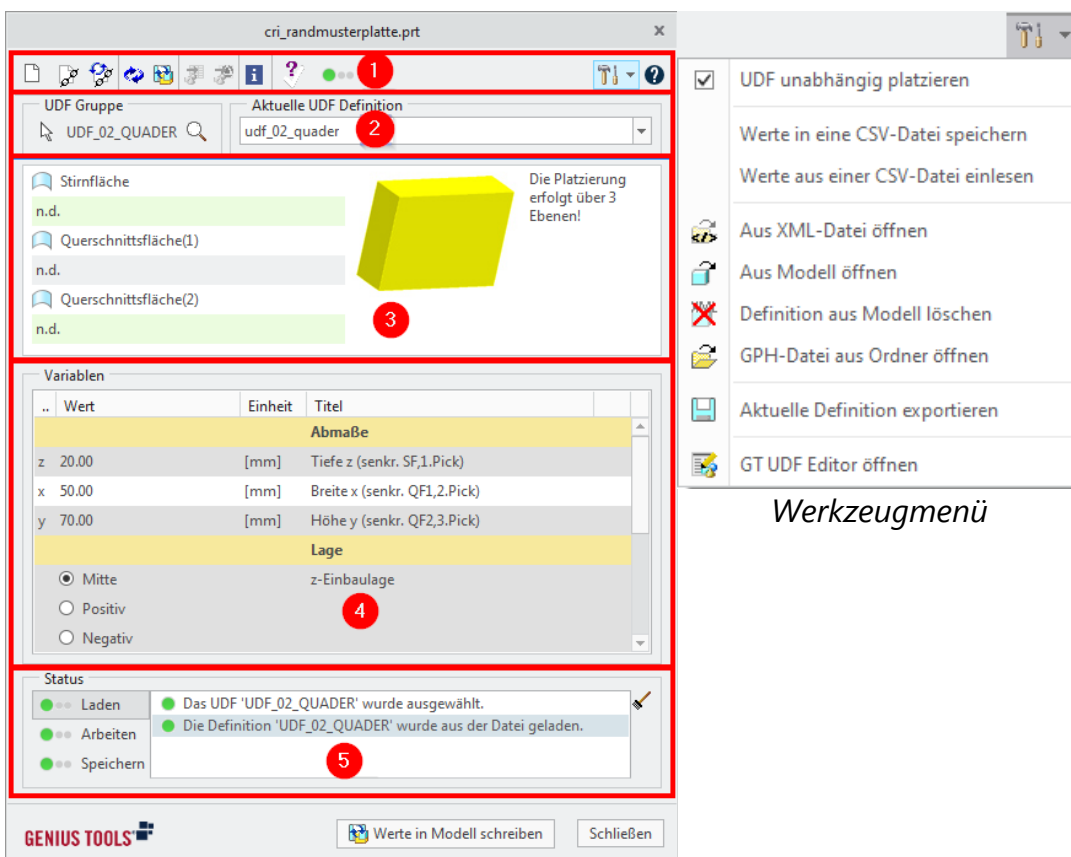 cri_randmusterplatte.prt
x
i
?
1
?
UDF Gruppe
Aktuelle UDF Definition
UDF_02_QUADER
udf_02_quader
2
Stirnfläche
n.d.
Querschnittsfläche(1)
n.d.
Querschnittsfläche(2)
n.d.
Die Platzierung
erfolgt über 3
Ebenen!
3
Variablen
.. Wert Einheit Titel
Abmaße
z 20.00 [mm] Tiefe z (senkr. SF,1.Pick)
x 50.00 [mm] Breite x (senkr. QF1,2.Pick)
y 70.00 [mm] Höhe y (senkr. QF2,3.Pick)
Lage
Mitte z-Einbaulage
Positiv
Negativ
4
Status
Laden
Arbeiten
Speichern
Das UDF 'UDF_02_QUADER' wurde ausgewählt.
Die Definition 'UDF_02_QUADER' wurde aus der Datei geladen.
5
GENIUS TOOLS
Werte in Modell schreiben
Schließen
UDF unabhängig platzieren
Werte in eine CSV-Datei speichern
Werte aus einer CSV-Datei einlesen
</>
Aus XML-Datei öffnen
Aus Modell öffnen
Definition aus Modell löschen
GPH-Datei aus Ordner öffnen
Aktuelle Definition exportieren
GT UDF Editor öffnen
Werkzeugmenü